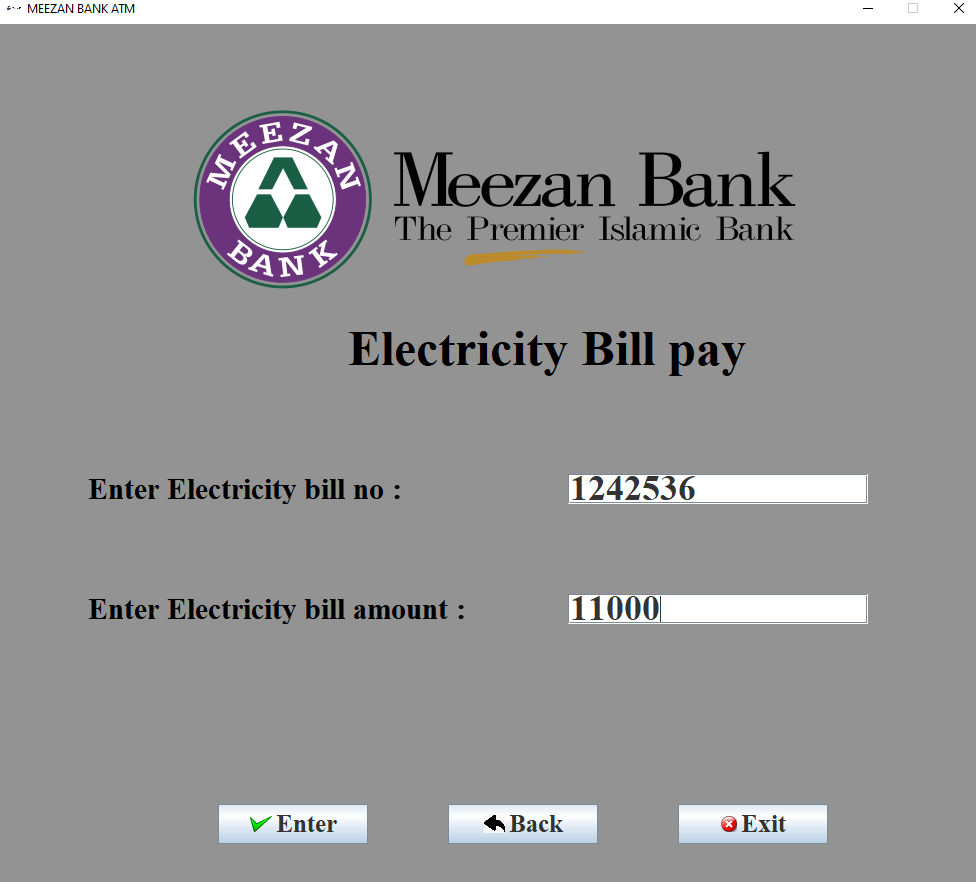 MEEZAN BANK ATM
MEEZAN
BANK
Meezan Bank
The Premier Islamic Bank
Electricity Bill pay
Enter Electricity bill no : 1242536
Enter Electricity bill amount : 11000
Enter Back Exit